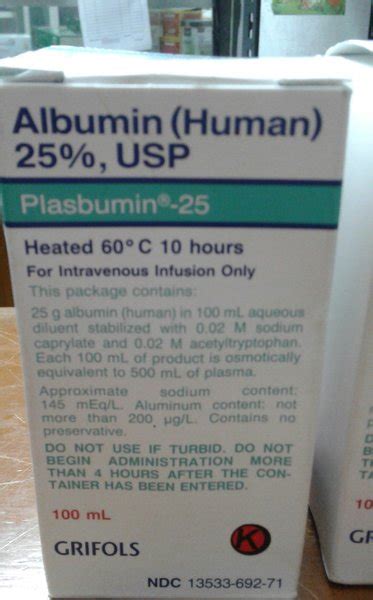 Albumin (Human)
25%, USP
Plasbumin®-25
Heated 60° C 10 hours
For Intravenous Infusion Only
This package contains:
25 g albumin (human) in 100 mL aqueous
diluent stabilized with 0.02 M sodium
caprylate and 0.02 M acetyltryptophan.
Each 100 mL of product is osmotically
equivalent to 500 mL of plasma.
Approximate sodium content:
145 mEq/L. Aluminum content: not
more than 200 µg/L. Contains no
preservative.
DO NOT USE IF TURBID. DO NOT
BEGIN ADMINISTRATION MORE
THAN 4 HOURS AFTER THE CON-
TAINER HAS BEEN ENTERED.
100 mL
GRIFOLS
K
NDC 13533-692-71